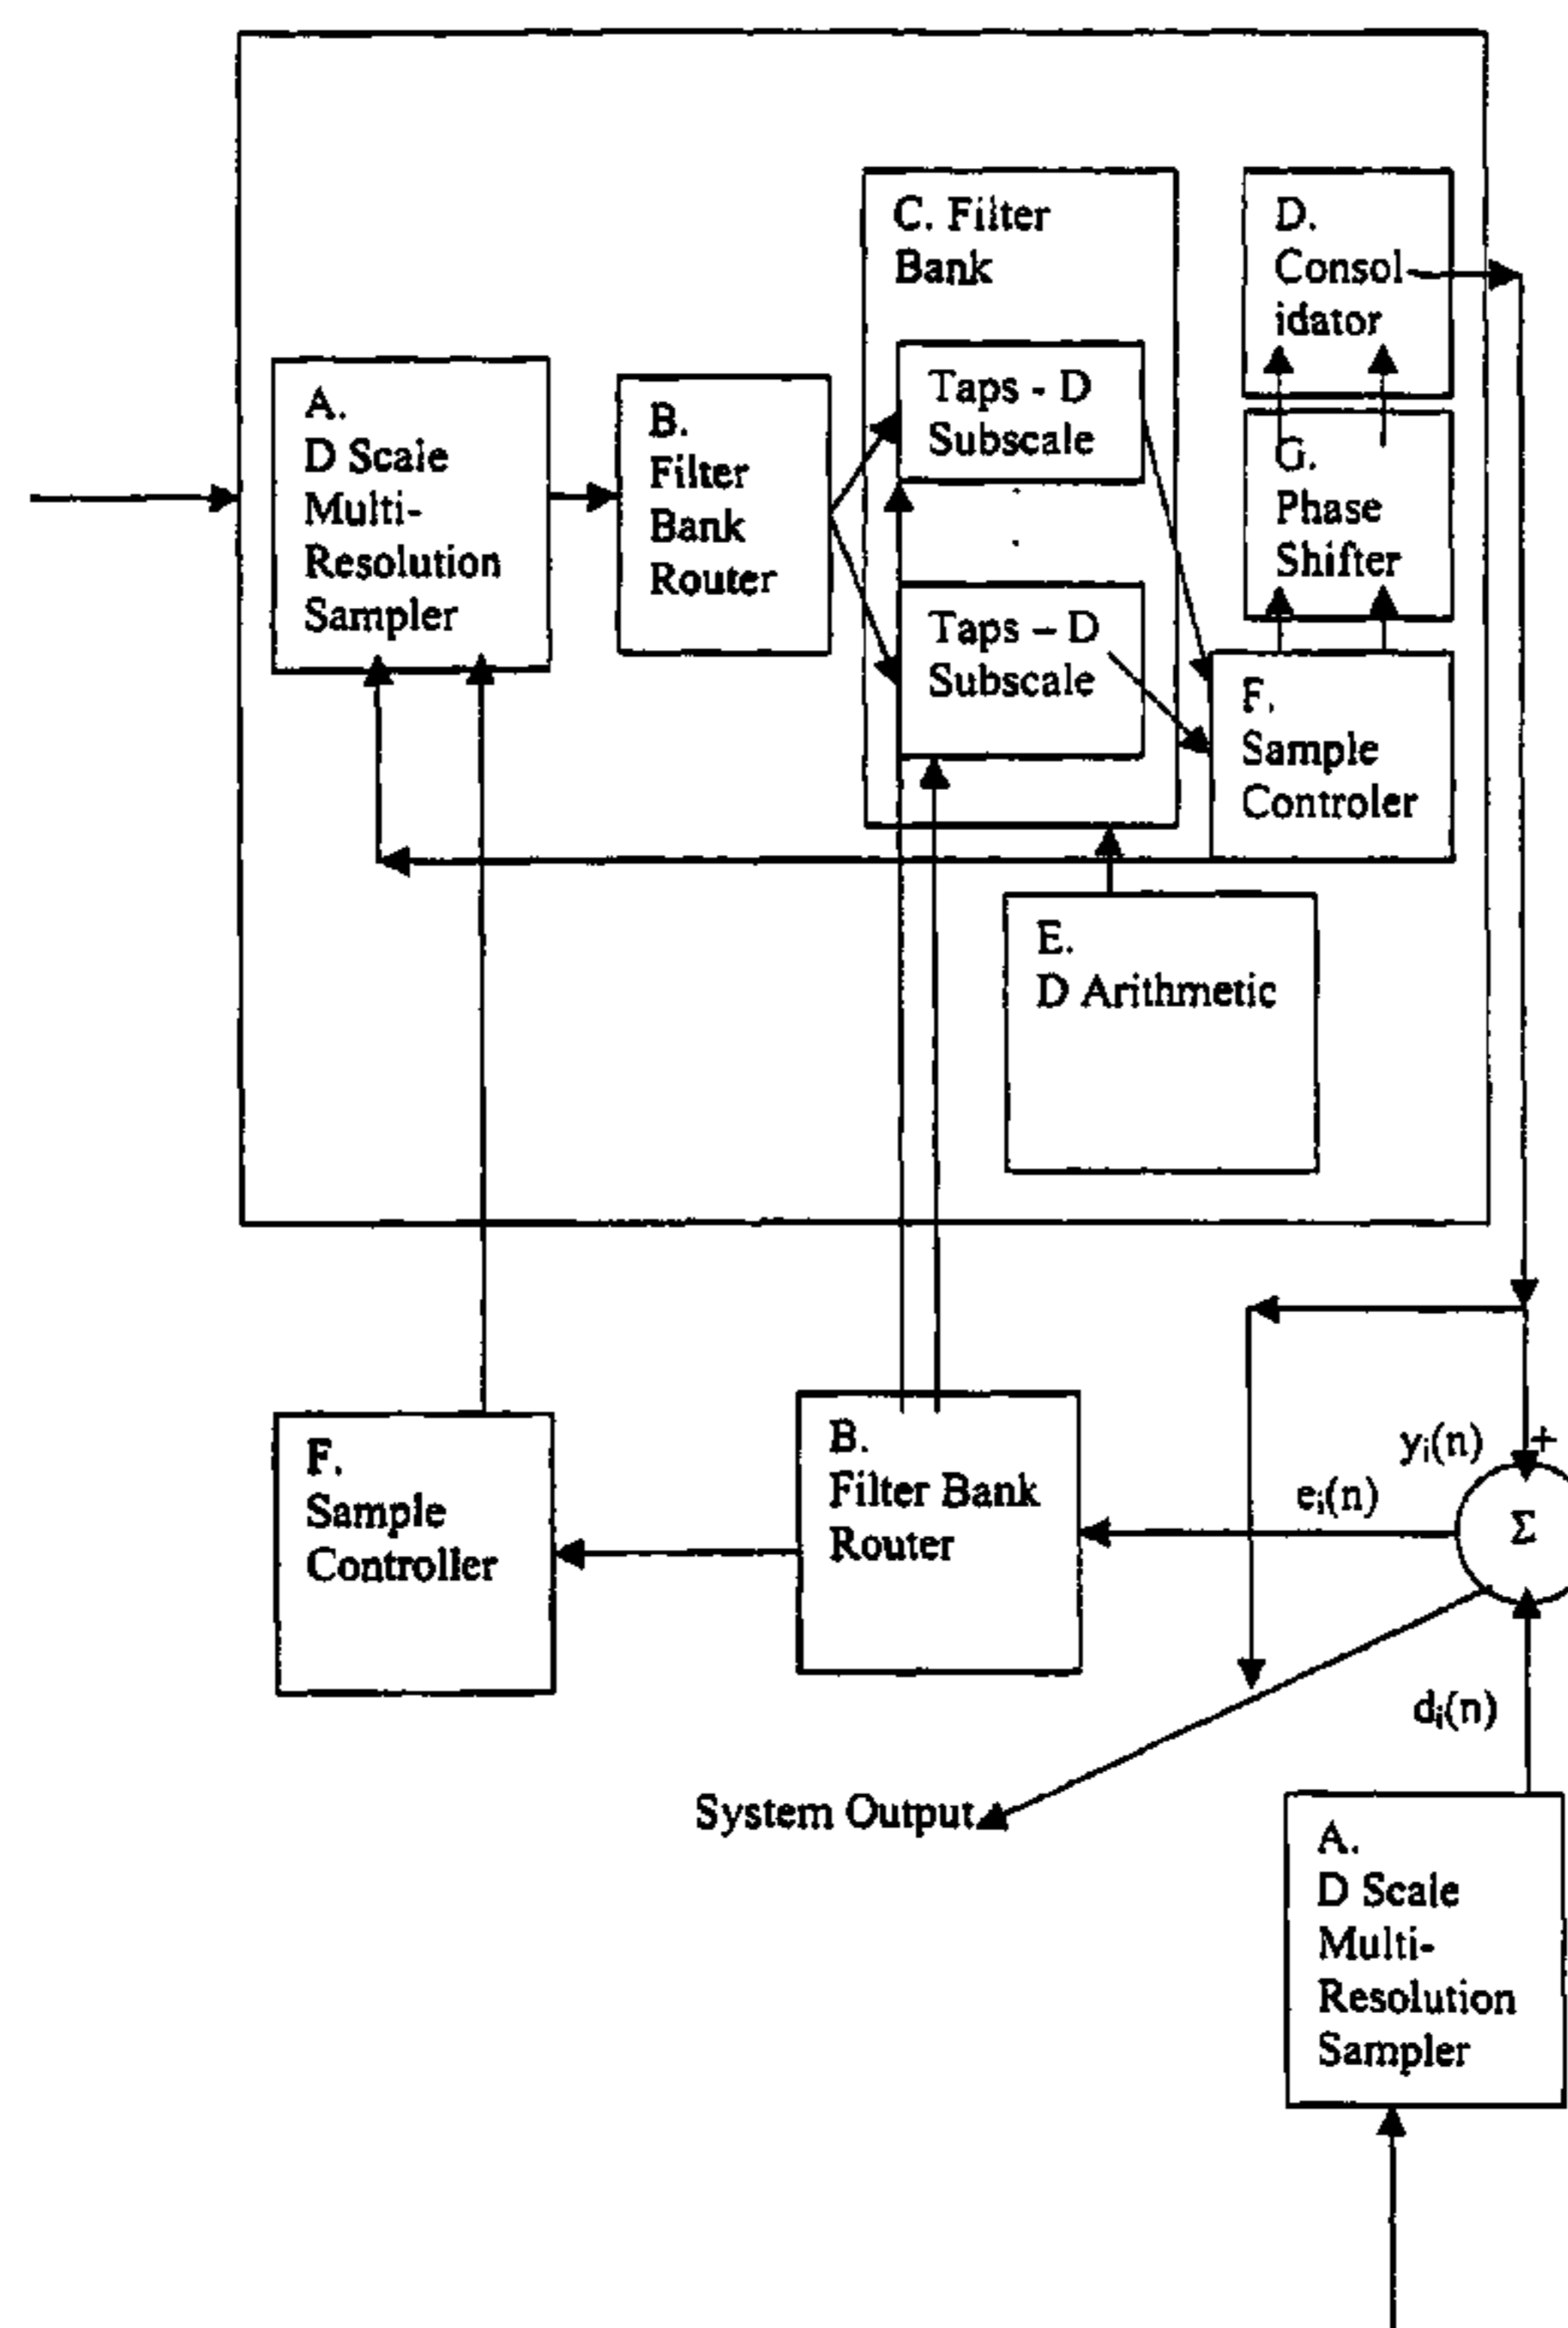 A.
D Scale
Multi-
Resolution
Sampler
B.
Filter
Bank
Router
C. Filter
Bank
Taps - D
Subscale
Taps – D
Subscale
D.
Consol
idator
G.
Phase
Shifter
F.
Sample
Controler
E.
D Arithmetic
F.
Sample
Controller
B.
Filter Bank
Router
yᵢ(n)
+
eᵢ(n)
Σ
dᵢ(n)
System Output
A.
D Scale
Multi-
Resolution
Sampler